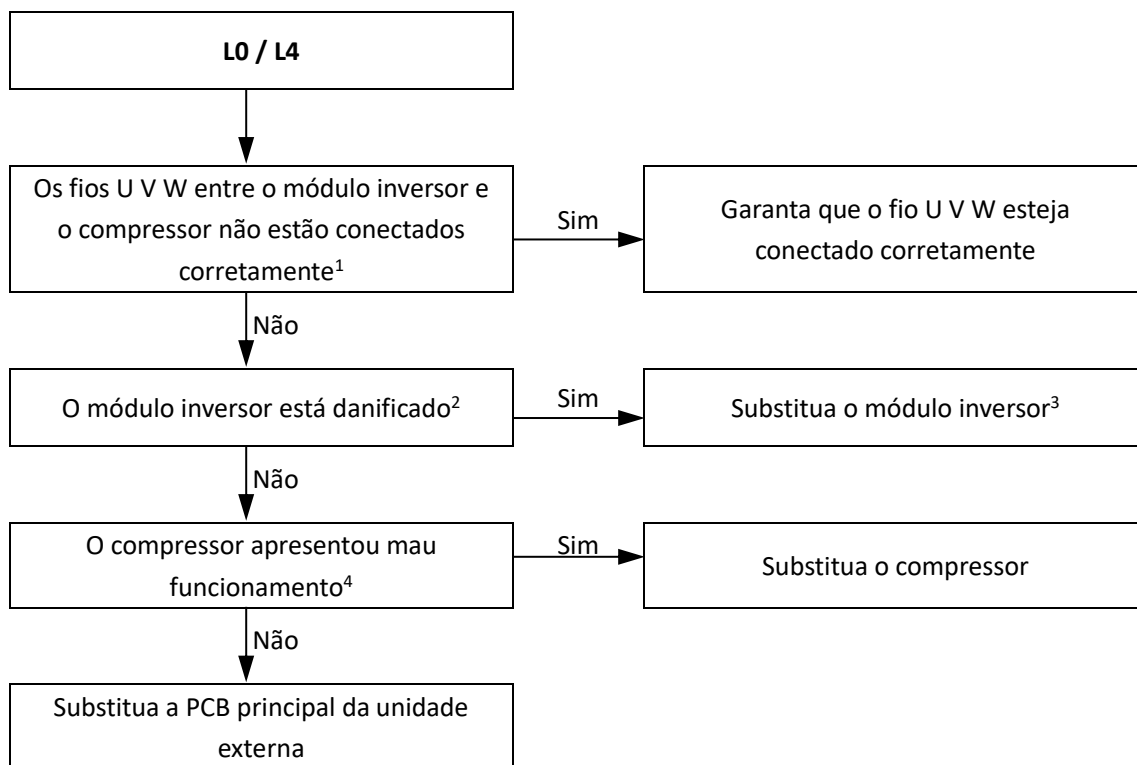 L0 / L4
Os fios U V W entre o módulo inversor e
o compressor não estão conectados
corretamente¹
Sim
Garanta que o fio U V W esteja
conectado corretamente
Não
O módulo inversor está danificado²
Sim
Substitua o módulo inversor³
Não
O compressor apresentou mau
funcionamento⁴
Sim
Substitua o compressor
Não
Substitua a PCB principal da unidade
externa